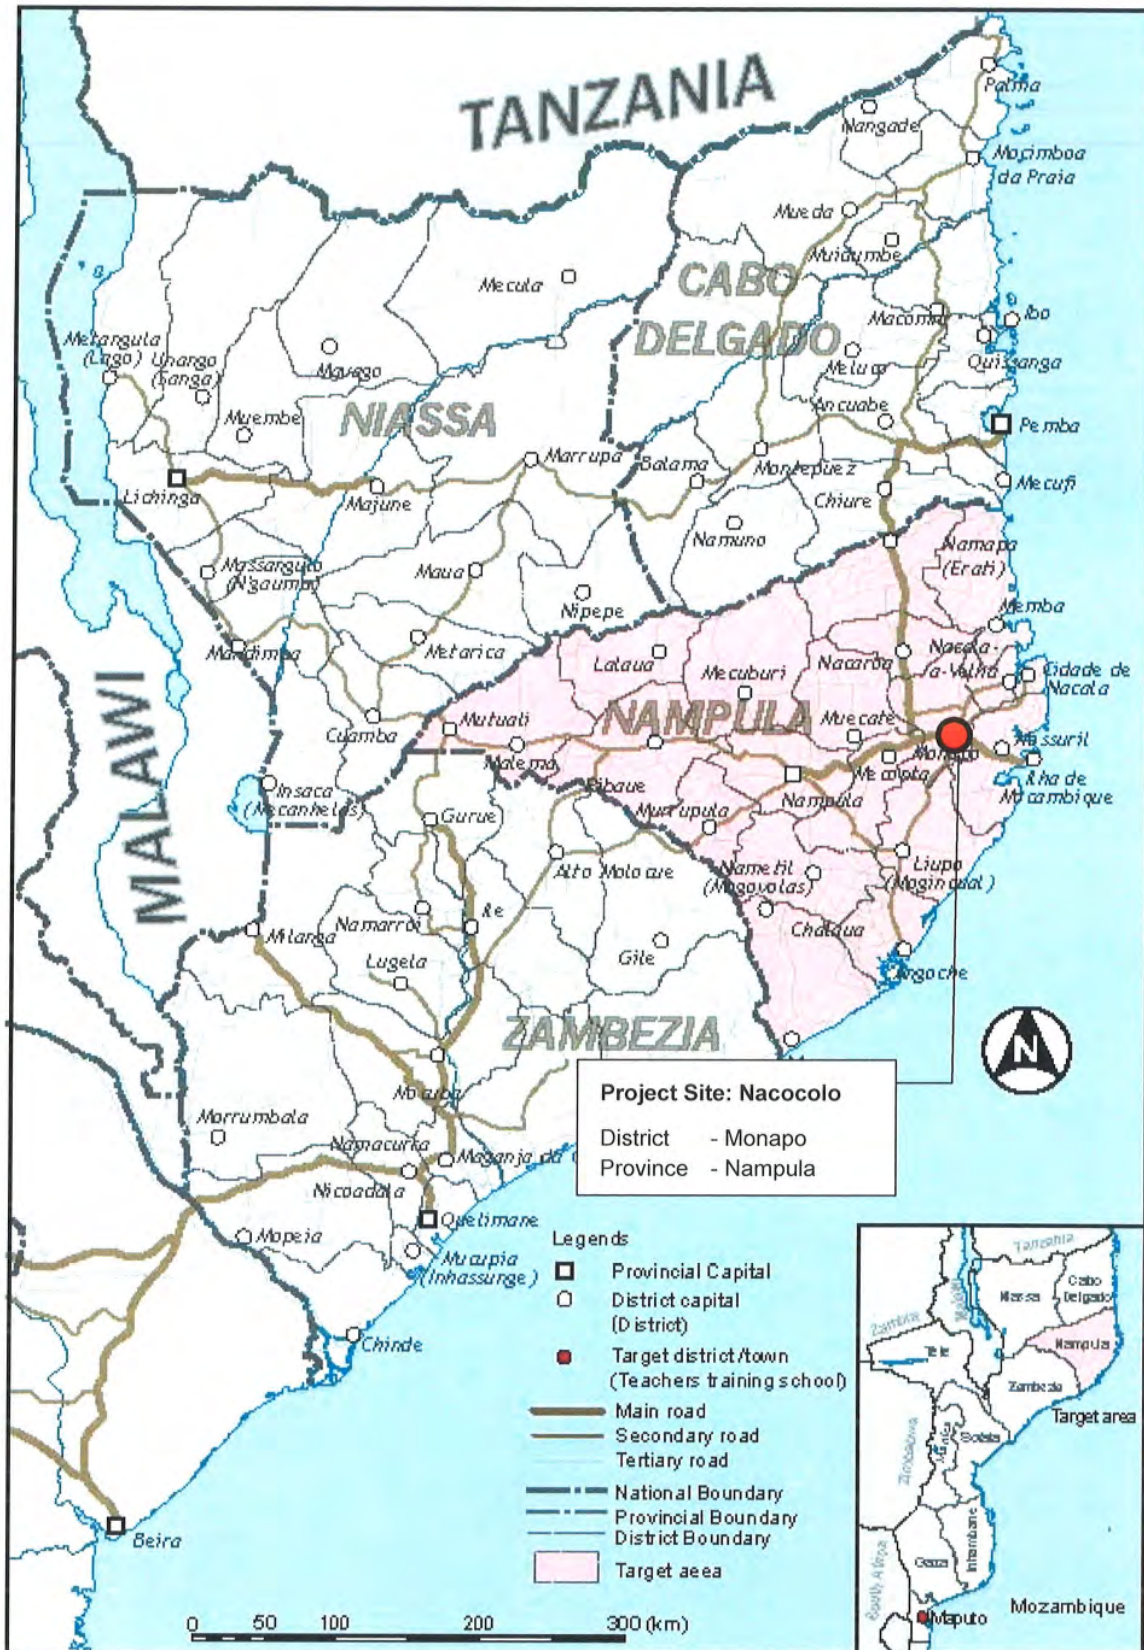 TANZANIA
Palma
Nangade
Moçimboa
da Praia
Mueda
Muidumbe
CABO
DELGADO
Mecula
Macomia
Ibo
Quissanga
Metangula
(Lago)
Unango
(Sanga)
Mavago
Meluco
Ancuabe
Muembe
NIASSA
Pemba
Marrupa
Balama
Montepuez
Chiure
Mecufi
Lichinga
Majune
Namuno
Namapa
(Erati)
Massangulo
(N'gauma)
Maua
Nipepe
Memba
Mandimba
Metarica
Lalaua
Mecuburi
Nacaroa
Nacala-
a-Velha
Cidade de
Nacala
MALAWI
Cuamba
Mutuali
NAMPULA
Muecate
Monapo
Mossuril
Malema
Ribaue
Meconta
Ilha de
Mocambique
Insaca
(Mecanhelas)
Gurue
Murrupula
Nampula
Alto Molocue
Nametil
(Mogovolas)
Liupo
(Mogincual)
Namarroi
Ile
Chalaua
Milange
Lugela
Gile
Angoche
ZAMBEZIA
N
Project Site: Nacocolo
District - Monapo
Province - Nampula
Mocuba
Morrumbala
Namacurra
Maganja da
Nicoadala
Quelimane
Mopeia
Mucupia
(Inhassunge)
Chinde
Beira
Legends
Provincial Capital
District capital
(District)
Target district/town
(Teachers training school)
Main road
Secondary road
Tertiary road
National Boundary
Provincial Boundary
District Boundary
Target aeea
0 50 100 200 300 (km)
Tanzania
Malawi
Niassa
Cabo
Delgado
Zambia
Tete
Nampula
Zambezia
Target area
Zimbabwe
Manica
Sofala
Inhambane
Gaza
South Africa
Maputo
Mozambique